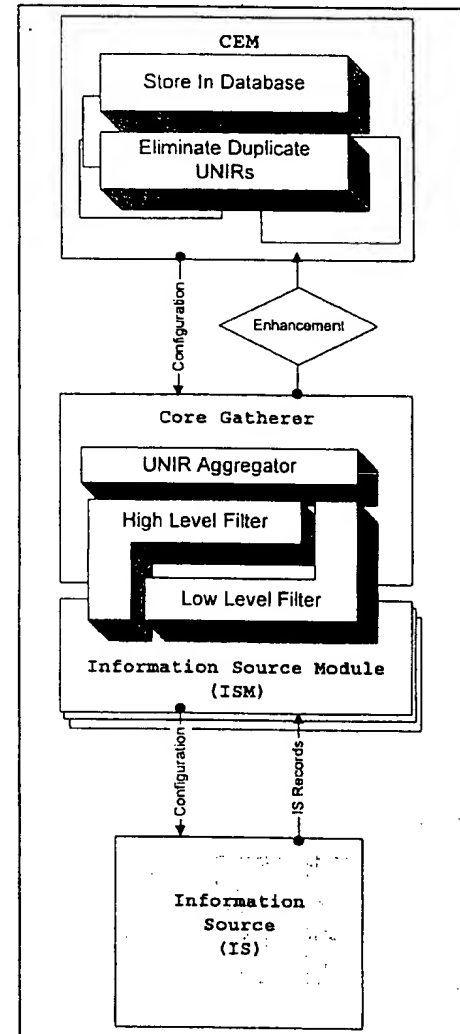 CEM
Store In Database
Eliminate Duplicate
UNIRs
Configuration
Enhancement
Core Gatherer
UNIR Aggregator
High Level Filter
Low Level Filter
Information Source Module
(ISM)
Configuration
IS Records
Information
Source
(IS)